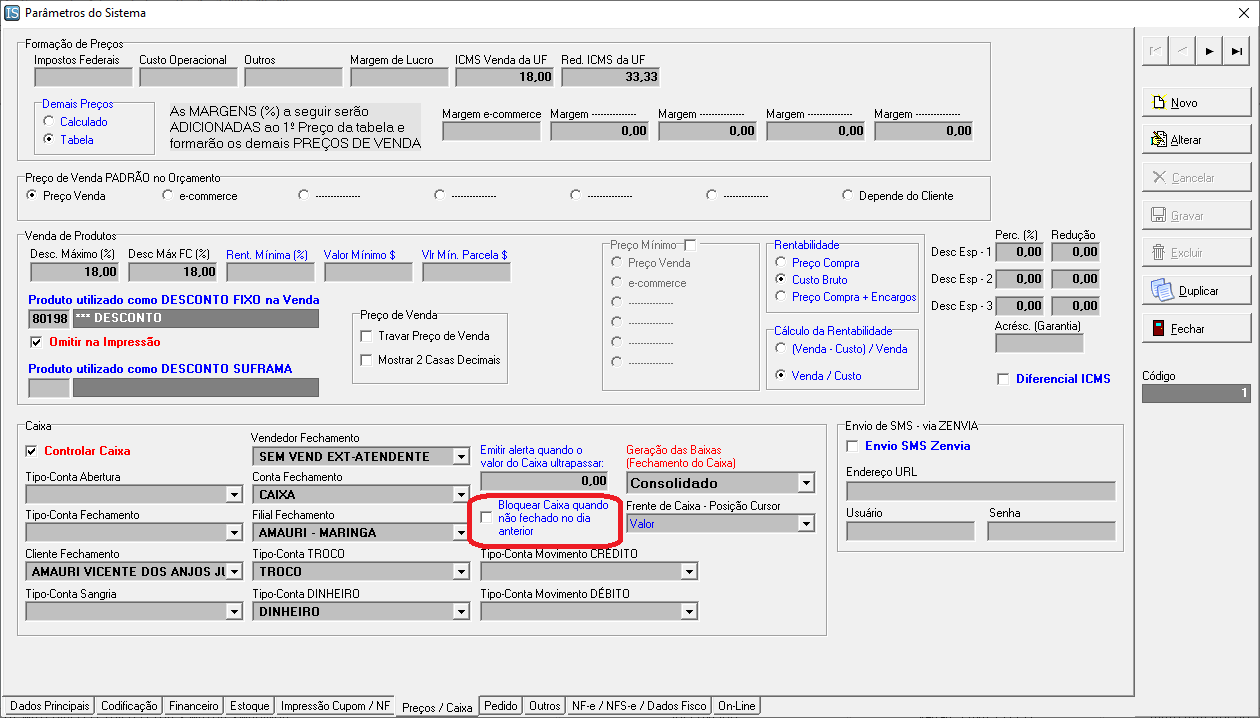 IS Parâmetros do Sistema
Formação de Preços
Impostos Federais Custo Operacional Outros Margem de Lucro ICMS Venda da UF Red. ICMS da UF
18,00 33,33
Demais Preços
Calculado
Tabela
As MARGENS (%) a seguir serão
ADICIONADAS ao 1º Preço da tabela e
formarão os demais PREÇOS DE VENDA
Margem e-commerce Margem -------------- Margem -------------- Margem -------------- Margem --------------
0,00 0,00 0,00 0,00
Preço de Venda PADRÃO no Orçamento
Preço Venda e-commerce -------------- -------------- -------------- -------------- Depende do Cliente
Venda de Produtos
Desc. Máximo (%) Desc Máx FC (%) Rent. Mínima (%) Valor Mínimo $ Vlr Mín. Parcela $
18,00 18,00
Produto utilizado como DESCONTO FIXO na Venda
80198 *** DESCONTO
Omitir na Impressão
Produto utilizado como DESCONTO SUFRAMA
Preço de Venda
Travar Preço de Venda
Mostrar 2 Casas Decimais
Preço Mínimo
Preço Venda
e-commerce
--------------
--------------
--------------
--------------
Rentabilidade
Preço Compra
Custo Bruto
Preço Compra + Encargos
Cálculo da Rentabilidade
(Venda - Custo) / Venda
Venda / Custo
Perc. (%) Redução
Desc Esp - 1 0,00 0,00
Desc Esp - 2 0,00 0,00
Desc Esp - 3 0,00 0,00
Acrésc. (Garantia)
Diferencial ICMS
Caixa
Controlar Caixa
Tipo-Conta Abertura
Tipo-Conta Fechamento
Cliente Fechamento
AMAURI VICENTE DOS ANJOS JU
Tipo-Conta Sangria
Vendedor Fechamento
SEM VEND EXT-ATENDENTE
Conta Fechamento
CAIXA
Filial Fechamento
AMAURI - MARINGA
Tipo-Conta TROCO
TROCO
Tipo-Conta DINHEIRO
DINHEIRO
Emitir alerta quando o
valor do Caixa ultrapassar:
0,00
Bloquear Caixa quando
não fechado no dia
anterior
Tipo-Conta Movimento CRÉDITO
Tipo-Conta Movimento DÉBITO
Geração das Baixas
(Fechamento do Caixa)
Consolidado
Frente de Caixa - Posição Cursor
Valor
Envio de SMS - via ZENVIA
Envio SMS Zenvia
Endereço URL
Usuário Senha
Novo
Alterar
Cancelar
Gravar
Excluir
Duplicar
Fechar
Código
1
Dados Principais Codificação Financeiro Estoque Impressão Cupom / NF Preços / Caixa Pedido Outros NF-e / NFS-e / Dados Fisco On-Line